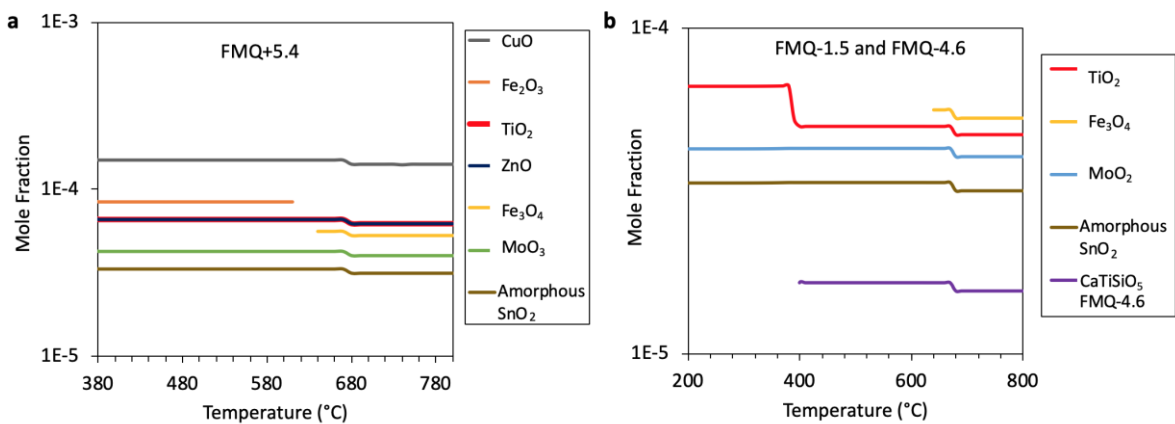 a
FMQ+5.4
1E-3
1E-4
1E-5
Mole Fraction
380
480
580
680
780
Temperature (°C)
CuO
Fe₂O₃
TiO₂
ZnO
Fe₃O₄
MoO₃
Amorphous
SnO₂
b
FMQ-1.5 and FMQ-4.6
1E-4
1E-5
Mole Fraction
200
400
600
800
Temperature (°C)
TiO₂
Fe₃O₄
MoO₂
Amorphous
SnO₂
CaTiSiO₅
FMQ-4.6